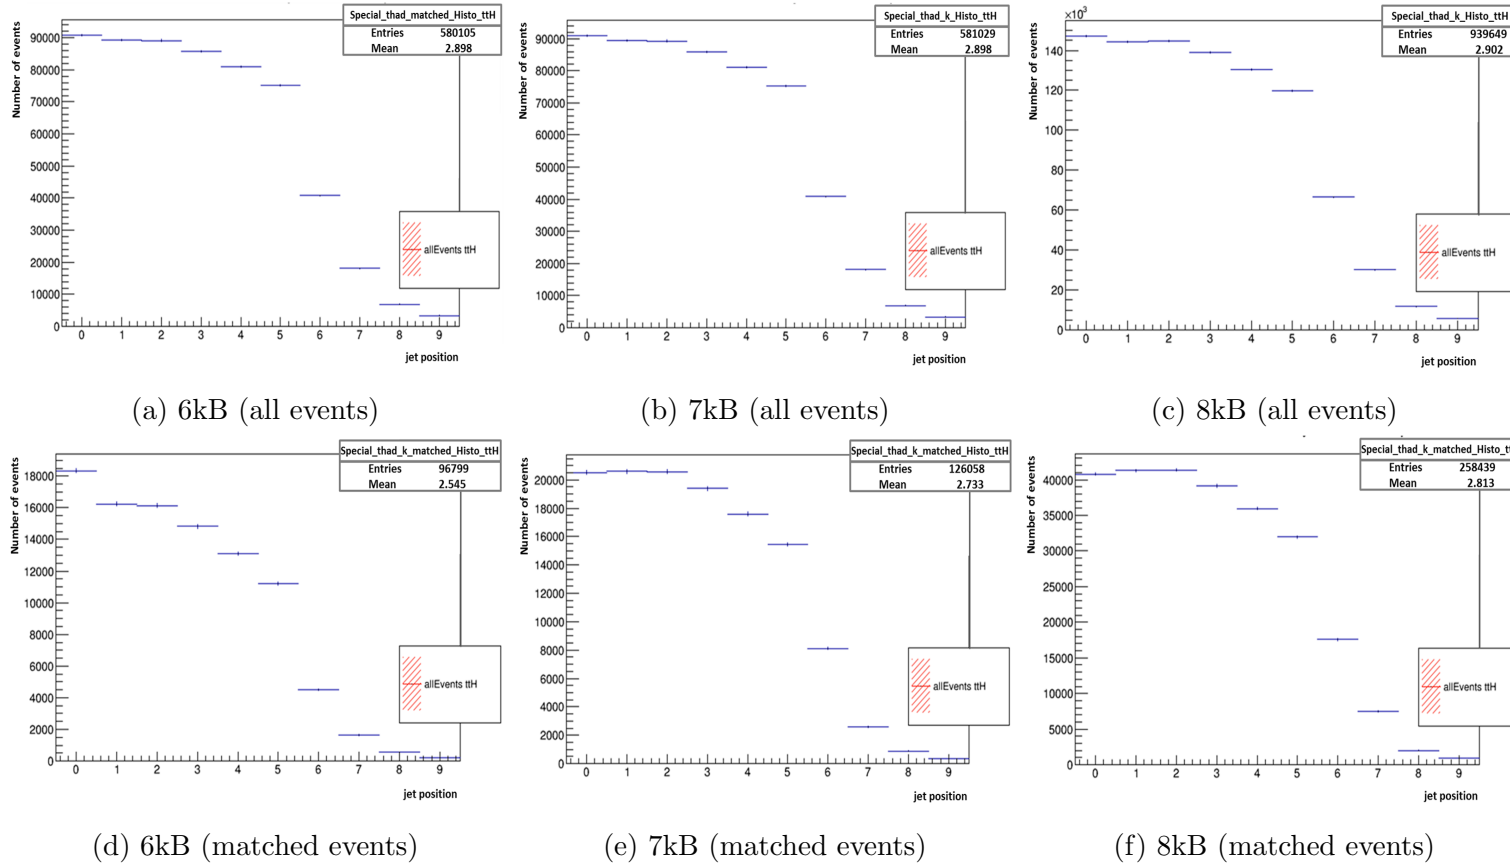 Special_thad_matched_Histo_ttH
Entries 580105
Mean 2.898
Number of events
90000
80000
70000
60000
50000
40000
30000
20000
10000
0
0 1 2 3 4 5 6 7 8 9
jet position
allEvents ttH
(a) 6kB (all events)
Special_thad_k_Histo_ttH
Entries 581029
Mean 2.898
Number of events
90000
80000
70000
60000
50000
40000
30000
20000
10000
0
0 1 2 3 4 5 6 7 8 9
jet position
allEvents ttH
(b) 7kB (all events)
×10³
Special_thad_k_Histo_ttH
Entries 939649
Mean 2.902
Number of events
140
120
100
80
60
40
20
0
0 1 2 3 4 5 6 7 8 9
jet position
allEvents ttH
(c) 8kB (all events)
Special_thad_k_matched_Histo_ttH
Entries 96799
Mean 2.545
Number of events
18000
16000
14000
12000
10000
8000
6000
4000
2000
0
0 1 2 3 4 5 6 7 8 9
jet position
allEvents ttH
(d) 6kB (matched events)
Special_thad_k_matched_Histo_ttH
Entries 126058
Mean 2.733
Number of events
20000
18000
16000
14000
12000
10000
8000
6000
4000
2000
0
0 1 2 3 4 5 6 7 8 9
jet position
allEvents ttH
(e) 7kB (matched events)
Special_thad_k_matched_Histo_tt
Entries 258439
Mean 2.813
Number of events
40000
35000
30000
25000
20000
15000
10000
5000
0
0 1 2 3 4 5 6 7 8 9
jet position
allEvents ttH
(f) 8kB (matched events)